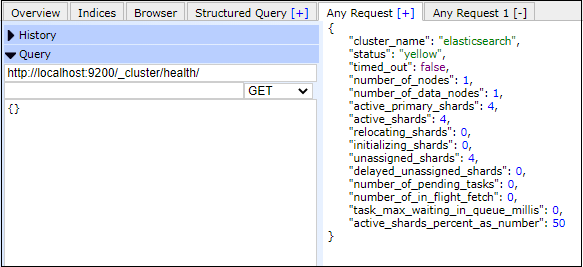 Overview Indices Browser Structured Query [+] Any Request [+] Any Request 1 [-]
History
Query
http://localhost:9200/_cluster/health/
GET
{}
{
"cluster_name": "elasticsearch",
"status": "yellow",
"timed_out": false,
"number_of_nodes": 1,
"number_of_data_nodes": 1,
"active_primary_shards": 4,
"active_shards": 4,
"relocating_shards": 0,
"initializing_shards": 0,
"unassigned_shards": 4,
"delayed_unassigned_shards": 0,
"number_of_pending_tasks": 0,
"number_of_in_flight_fetch": 0,
"task_max_waiting_in_queue_millis": 0,
"active_shards_percent_as_number": 50
}